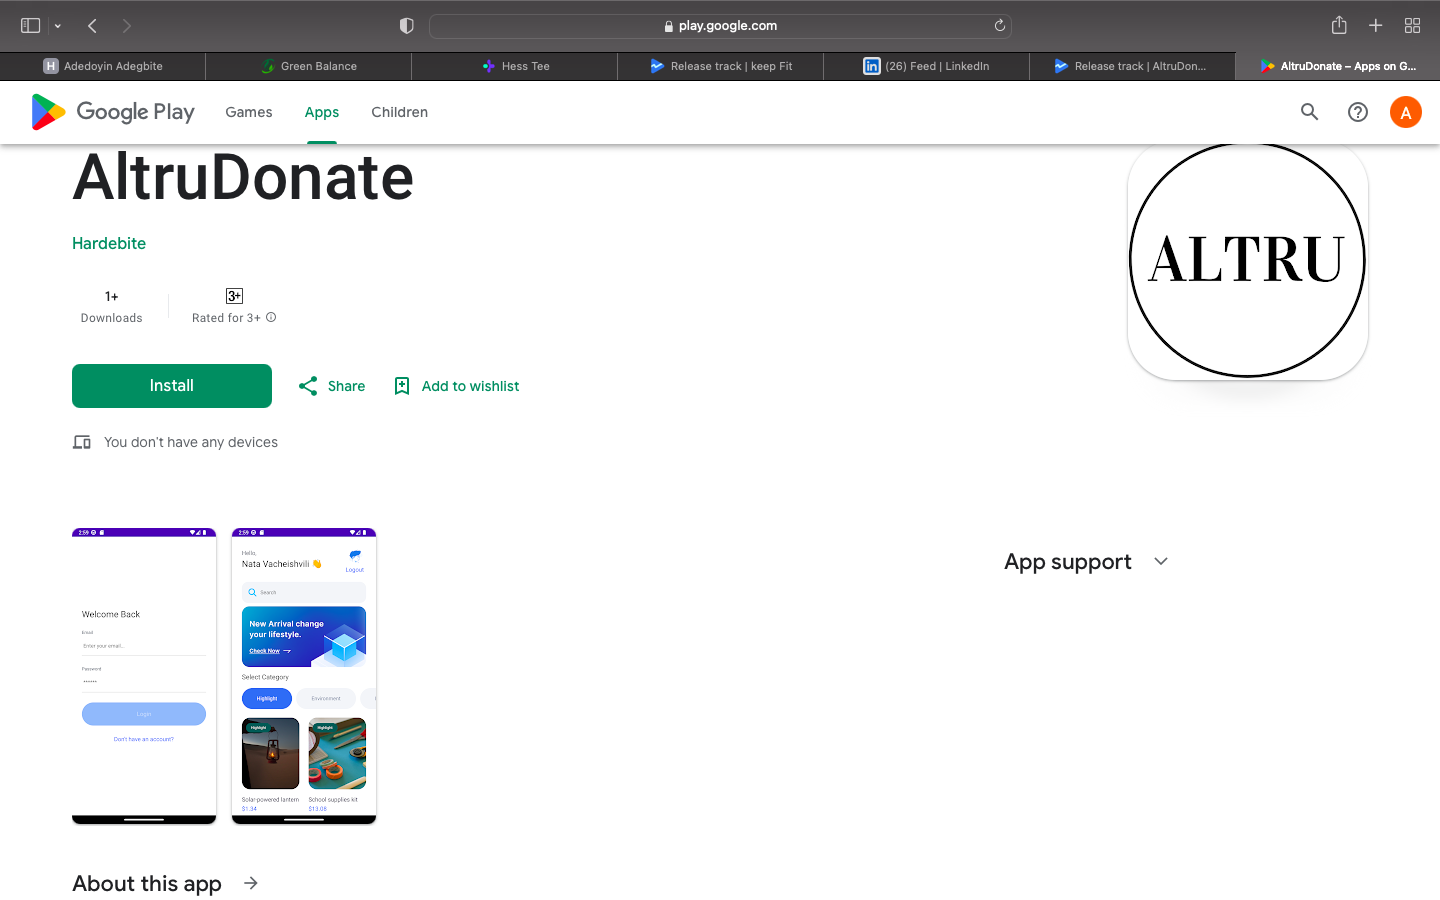 play.google.com
H Adedoyin Adegbite
Green Balance
Hess Tee
Release track | keep Fit
in (26) Feed | LinkedIn
Release track | AltruDon...
AltruDonate – Apps on G...
Google Play
Games
Apps
Children
A
AltruDonate
ALTRU
Hardebite
1+
Downloads
3+
Rated for 3+
Install
Share
Add to wishlist
You don't have any devices
2:59
Welcome Back
Email
Enter your email...
Password
Login
Don't have an account?
2:59
Hello,
Nata Vacheishvili 👋
Logout
Search
New Arrival change
your lifestyle.
Check Now →
Select Category
Highlight
Environment
Highlight
Highlight
Solar-powered lantern
$1.34
School supplies kit
$13.08
App support
About this app →